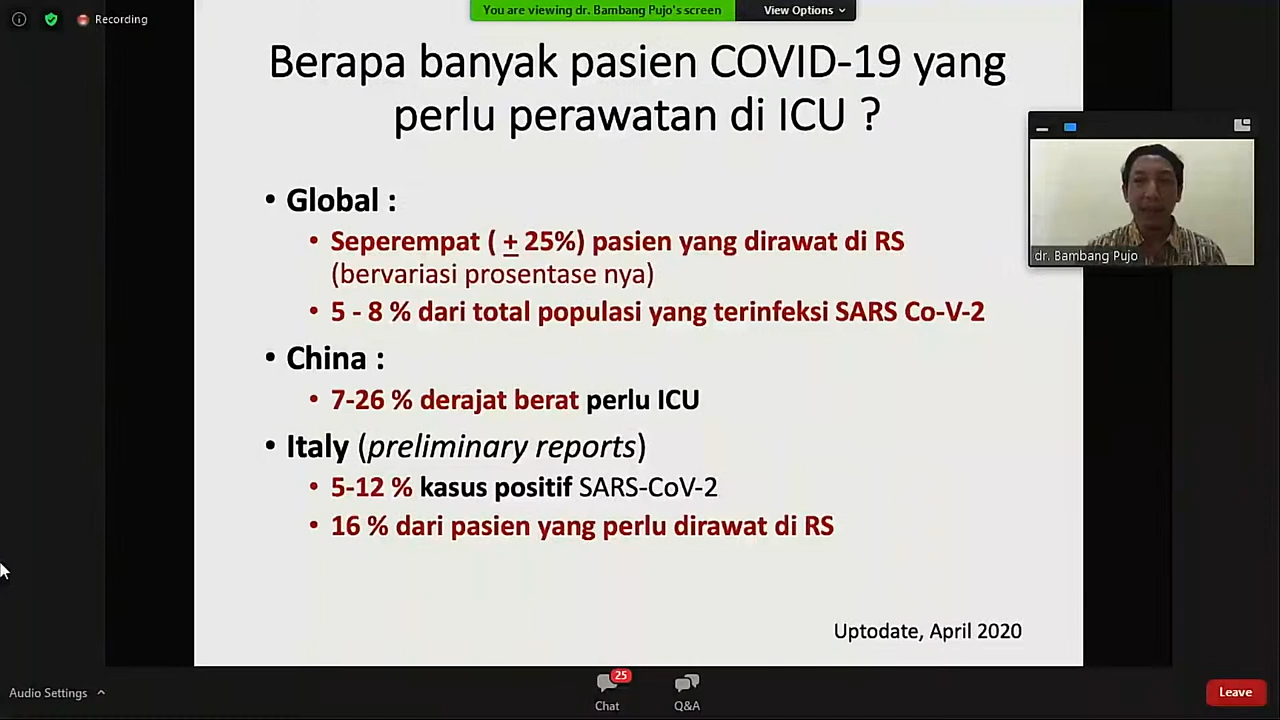 You are viewing dr. Bambang Pujo's screen
View Options
Recording
Berapa banyak pasien COVID-19 yang
perlu perawatan di ICU ?
• Global :
• Seperempat ( + 25%) pasien yang dirawat di RS
(bervariasi prosentase nya)
• 5 - 8 % dari total populasi yang terinfeksi SARS Co-V-2
• China :
• 7-26 % derajat berat perlu ICU
• Italy (preliminary reports)
• 5-12 % kasus positif SARS-CoV-2
• 16 % dari pasien yang perlu dirawat di RS
Uptodate, April 2020
dr. Bambang Pujo
Audio Settings
25
Chat
Q&A
Leave